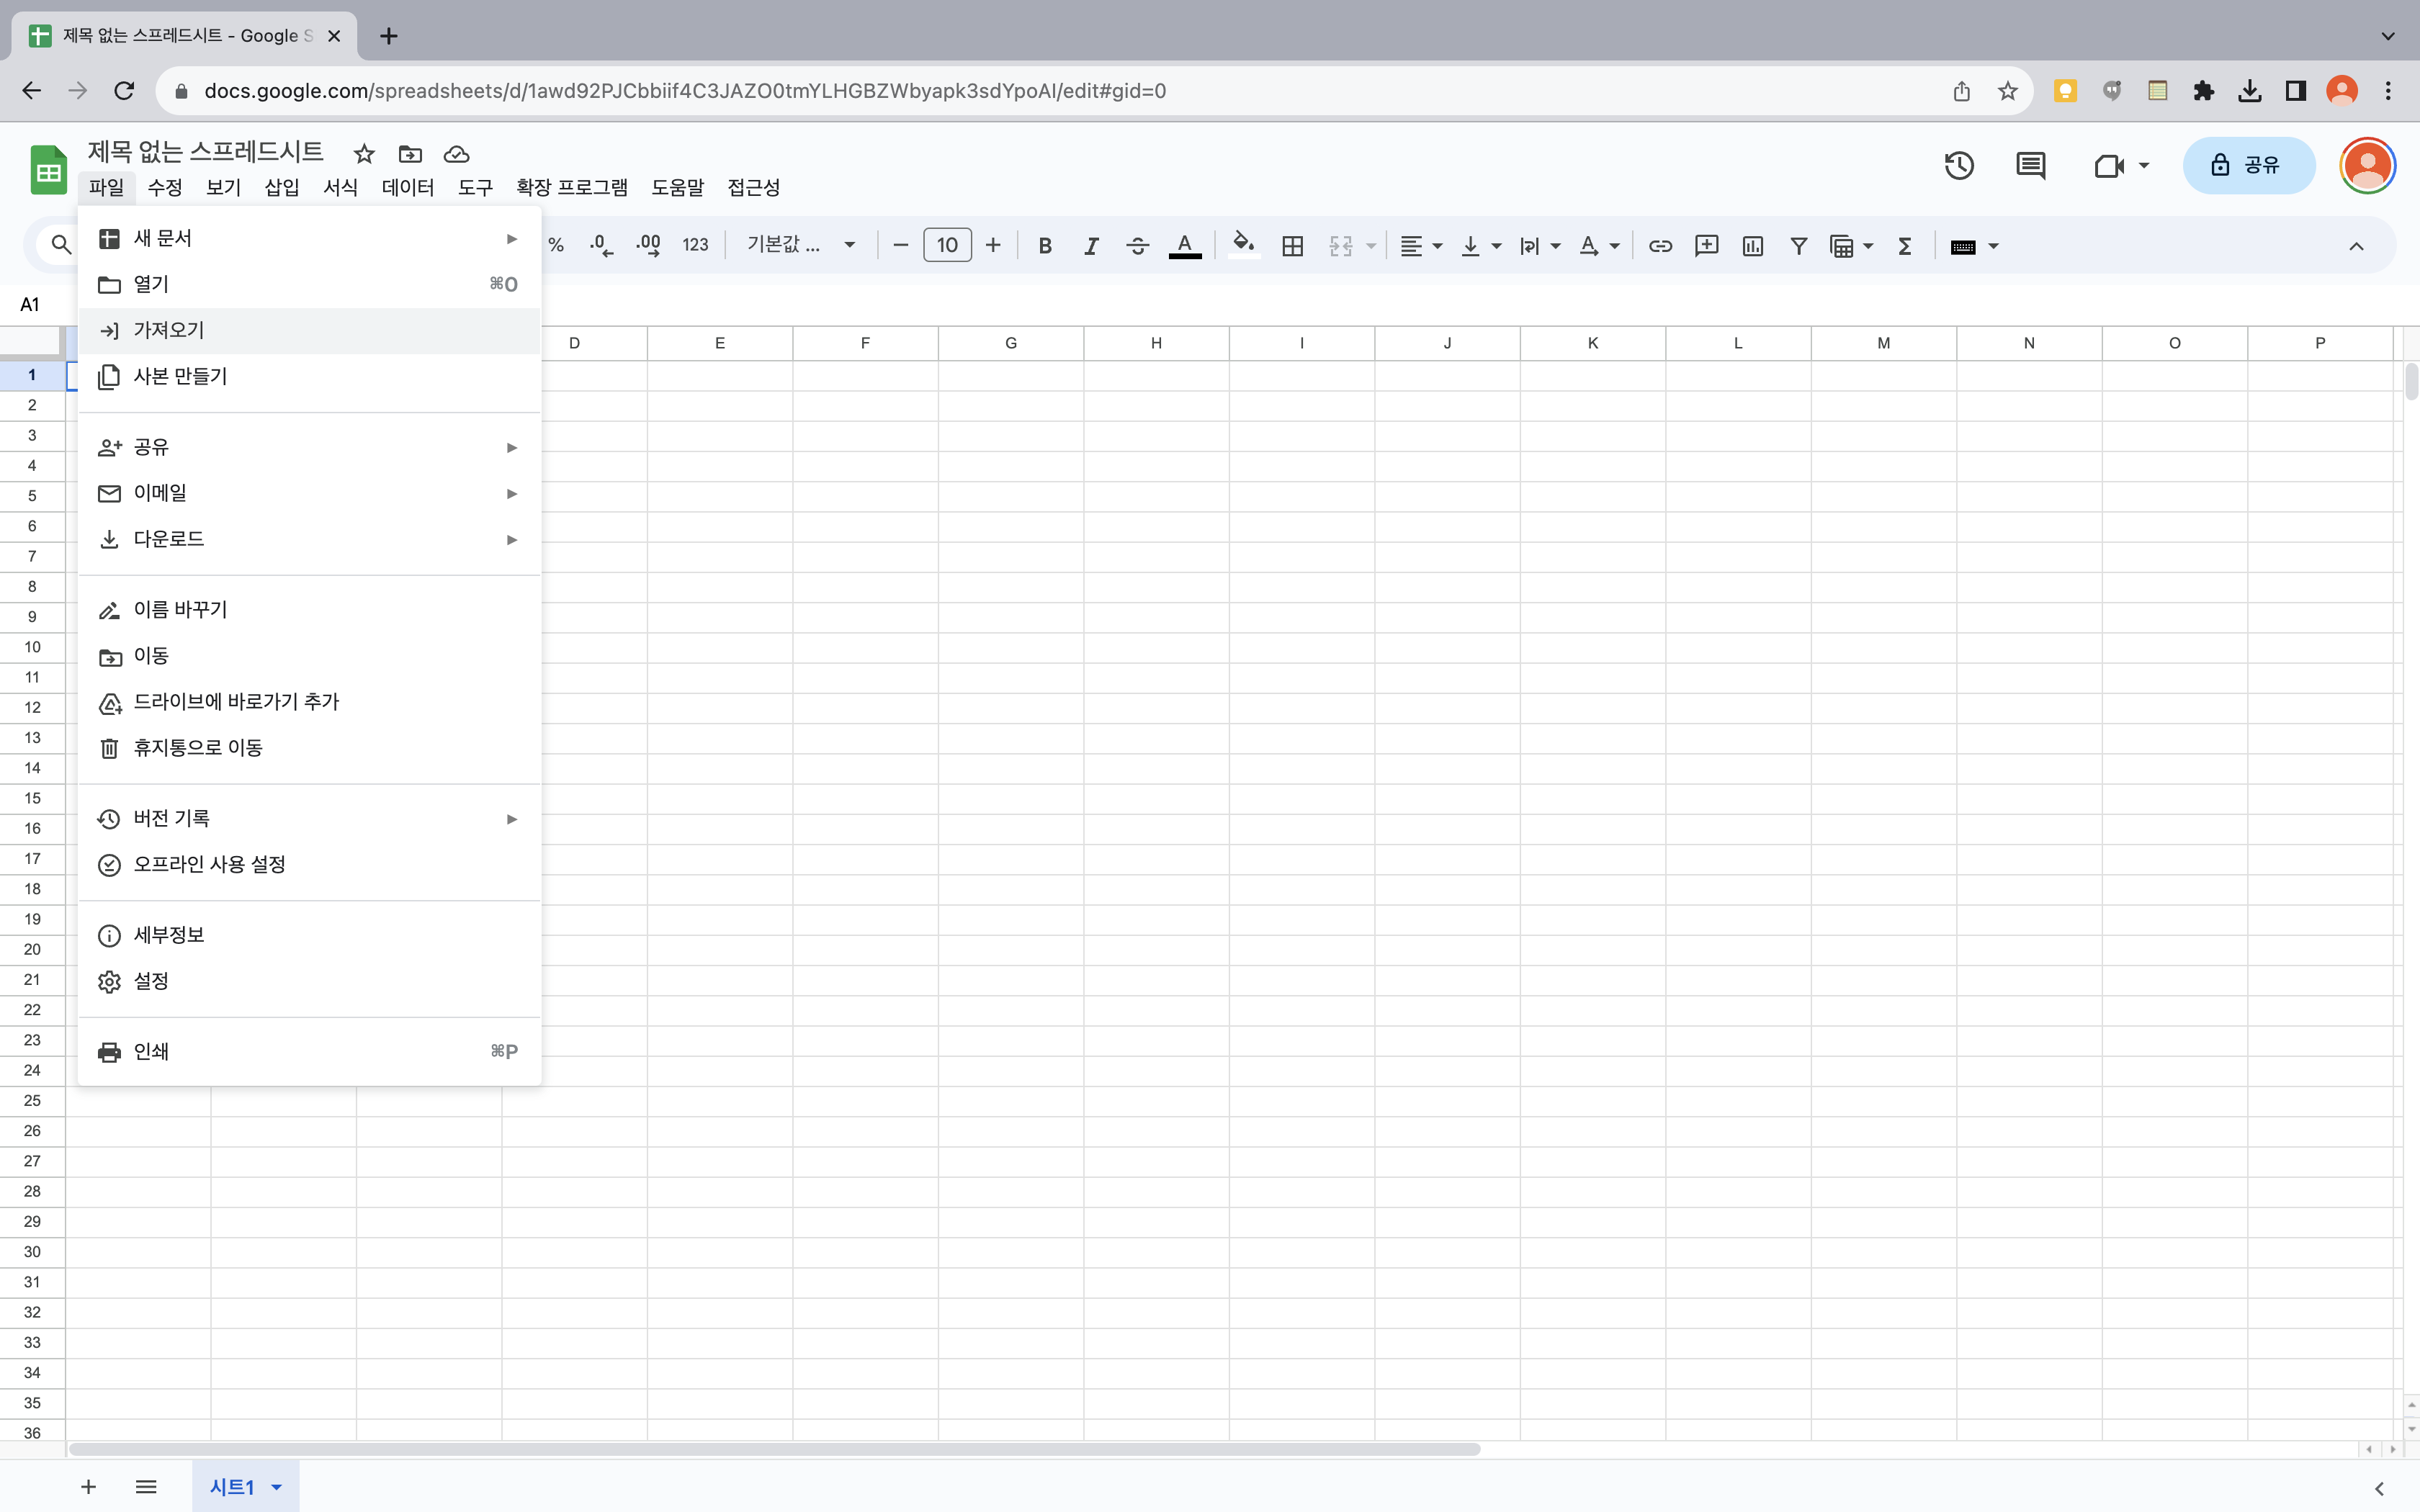 제목 없는 스프레드시트 - Google S
docs.google.com/spreadsheets/d/1awd92PJCbbiif4C3JAZO0tmYLHGBZWbyapk3sdYpoAI/edit#gid=0
제목 없는 스프레드시트
파일 수정 보기 삽입 서식 데이터 도구 확장 프로그램 도움말 접근성
공유
% .0 .00 123 기본값 ... 10 B I A
A1
새 문서
열기 ⌘O
가져오기
사본 만들기
공유
이메일
다운로드
이름 바꾸기
이동
드라이브에 바로가기 추가
휴지통으로 이동
버전 기록
오프라인 사용 설정
세부정보
설정
인쇄 ⌘P
D E F G H I J K L M N O P
1
2
3
4
5
6
7
8
9
10
11
12
13
14
15
16
17
18
19
20
21
22
23
24
25
26
27
28
29
30
31
32
33
34
35
36
시트1